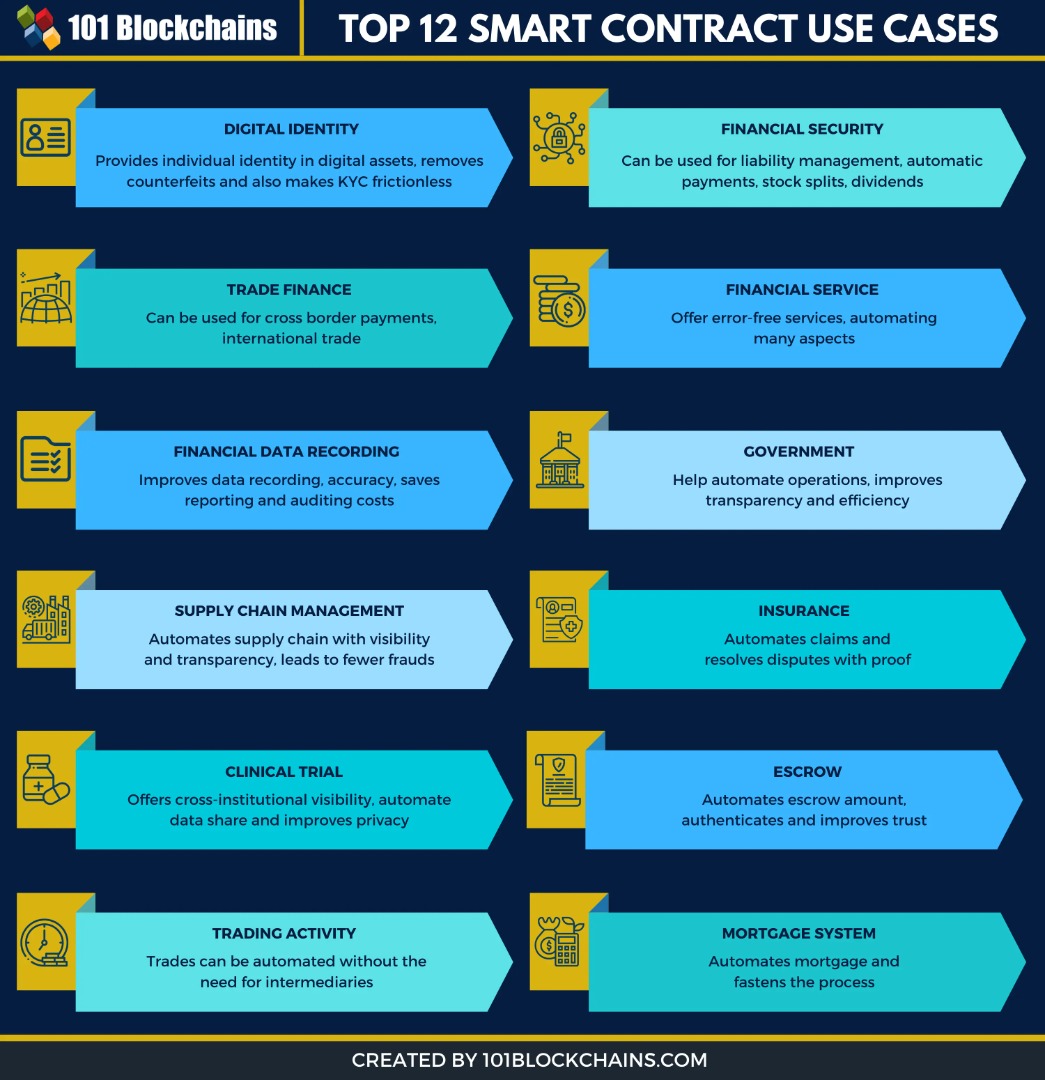 101 Blockchains
TOP 12 SMART CONTRACT USE CASES
DIGITAL IDENTITY
Provides individual identity in digital assets, removes
counterfeits and also makes KYC frictionless
FINANCIAL SECURITY
Can be used for liability management, automatic
payments, stock splits, dividends
TRADE FINANCE
Can be used for cross border payments,
international trade
FINANCIAL SERVICE
Offer error-free services, automating
many aspects
FINANCIAL DATA RECORDING
Improves data recording, accuracy, saves
reporting and auditing costs
GOVERNMENT
Help automate operations, improves
transparency and efficiency
SUPPLY CHAIN MANAGEMENT
Automates supply chain with visibility
and transparency, leads to fewer frauds
INSURANCE
Automates claims and
resolves disputes with proof
CLINICAL TRIAL
Offers cross-institutional visibility, automate
data share and improves privacy
ESCROW
Automates escrow amount,
authenticates and improves trust
TRADING ACTIVITY
Trades can be automated without the
need for intermediaries
MORTGAGE SYSTEM
Automates mortgage and
fastens the process
CREATED BY 101BLOCKCHAINS.COM